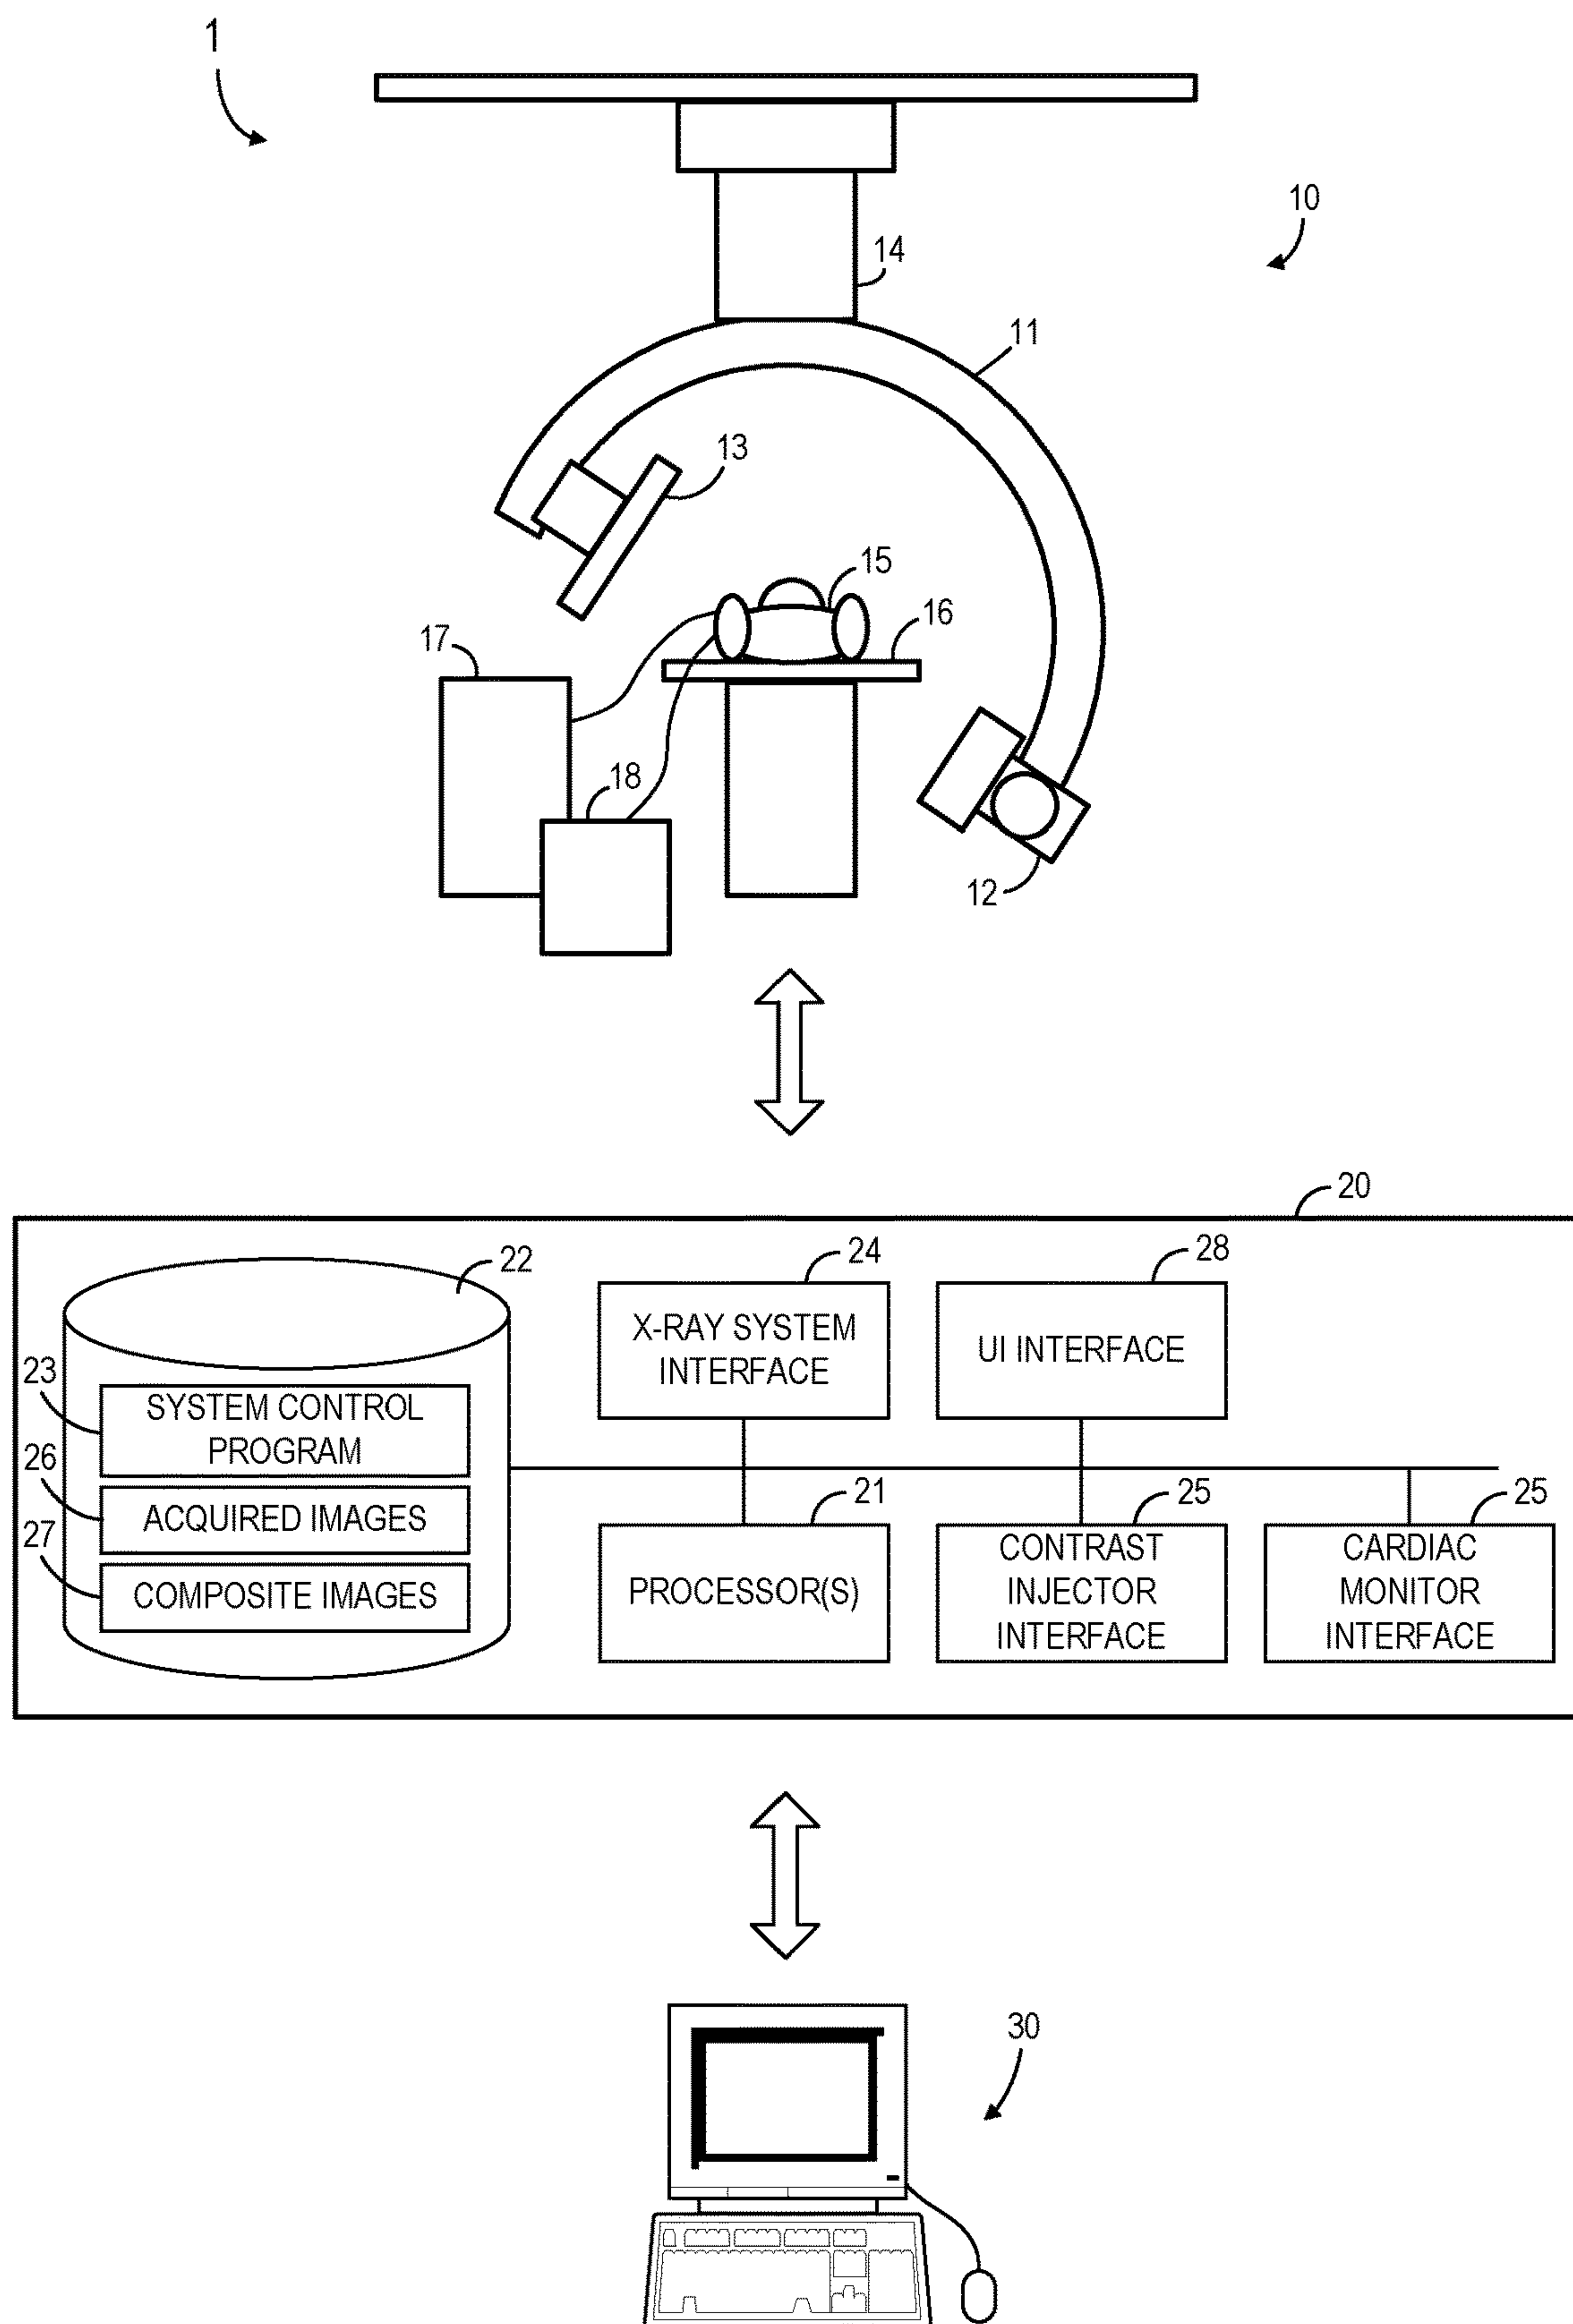 1
10
14
11
13
15
16
17
18
12
20
22
24
28
X-RAY SYSTEM
INTERFACE
UI INTERFACE
23
SYSTEM CONTROL
PROGRAM
26
ACQUIRED IMAGES
27
COMPOSITE IMAGES
21
25
25
PROCESSOR(S)
CONTRAST
INJECTOR
INTERFACE
CARDIAC
MONITOR
INTERFACE
30